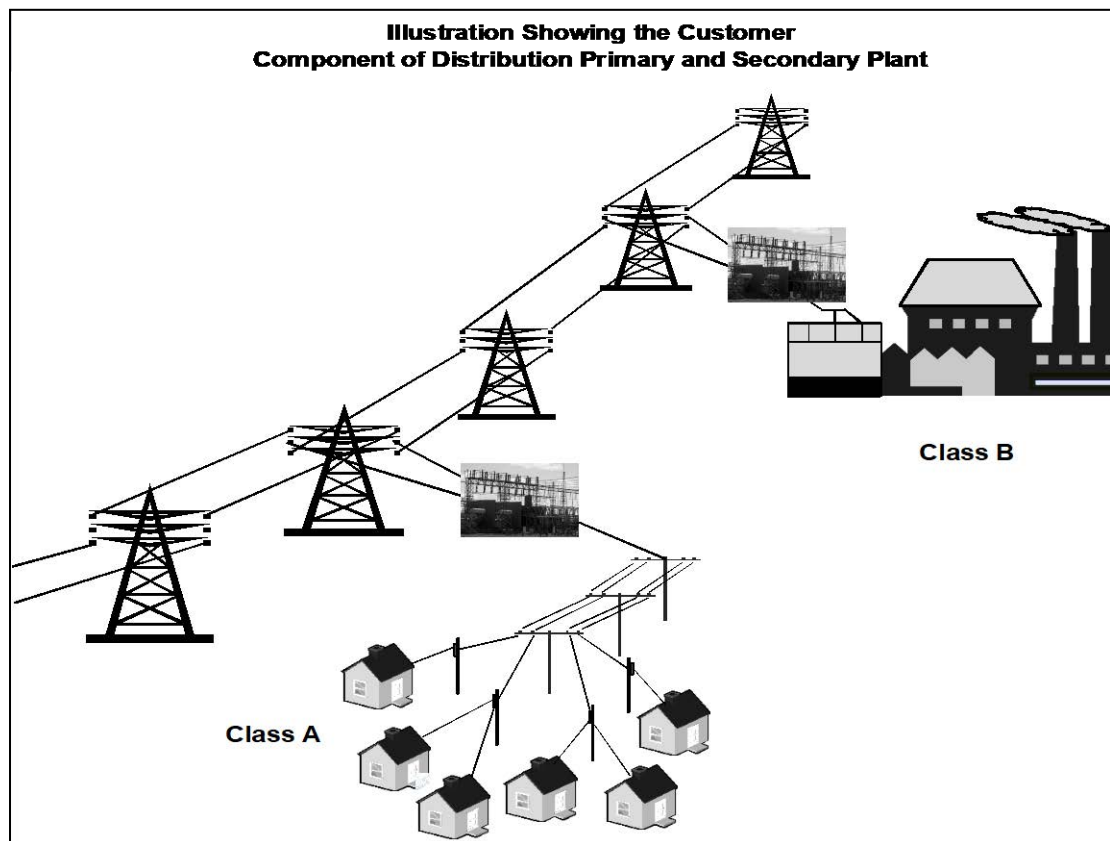 Illustration Showing the Customer
Component of Distribution Primary and Secondary Plant
Class B
Class A